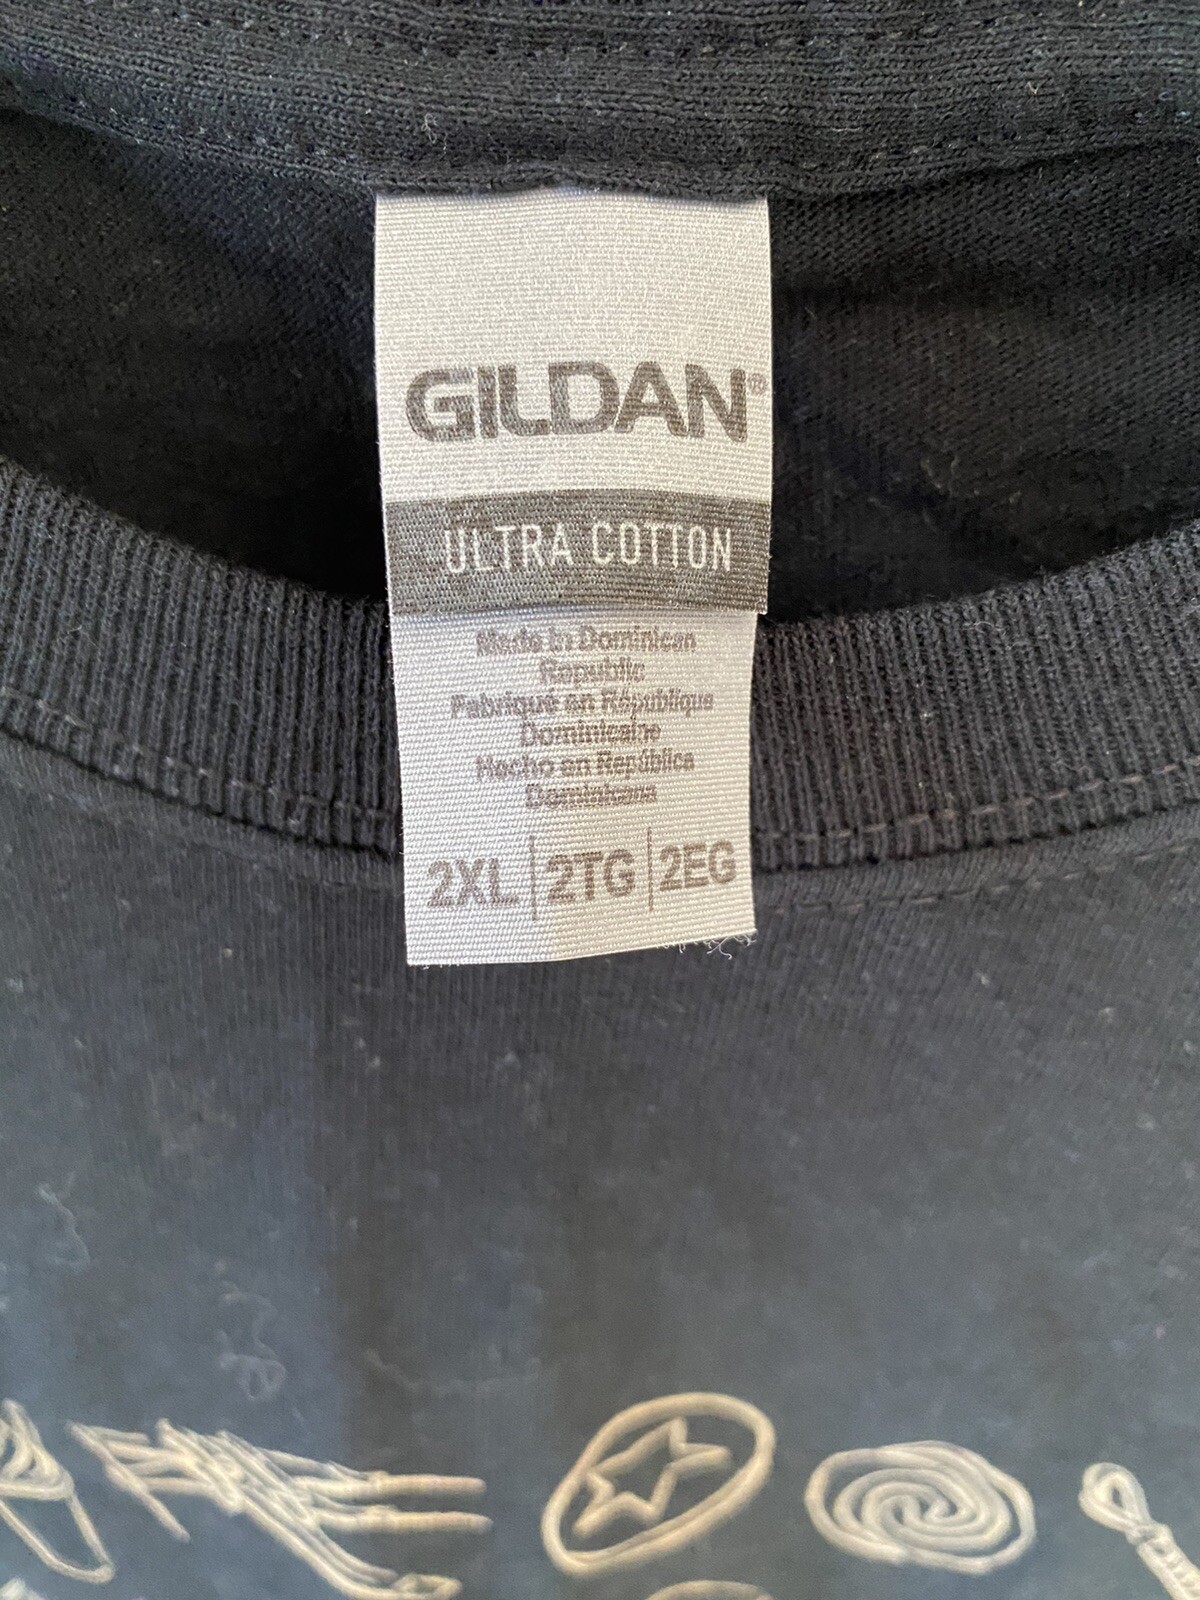 GILDAN®
ULTRA COTTON
Made in Dominican
Republic
Fabriqué en République
Dominicaine
Hecho en República
Dominicana
2XL | 2TG | 2EG